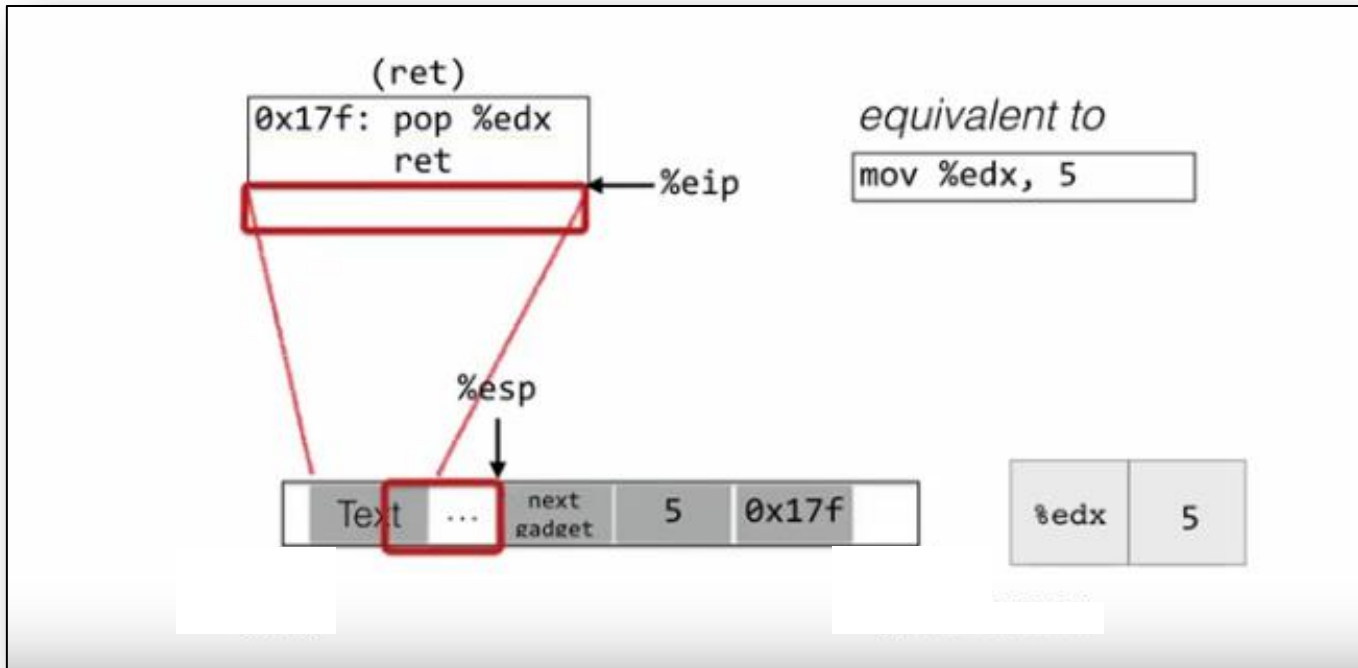 (ret)
0x17f: pop %edx
ret
%eip
equivalent to
mov %edx, 5
%esp
Text ... next gadget 5 0x17f
%edx 5